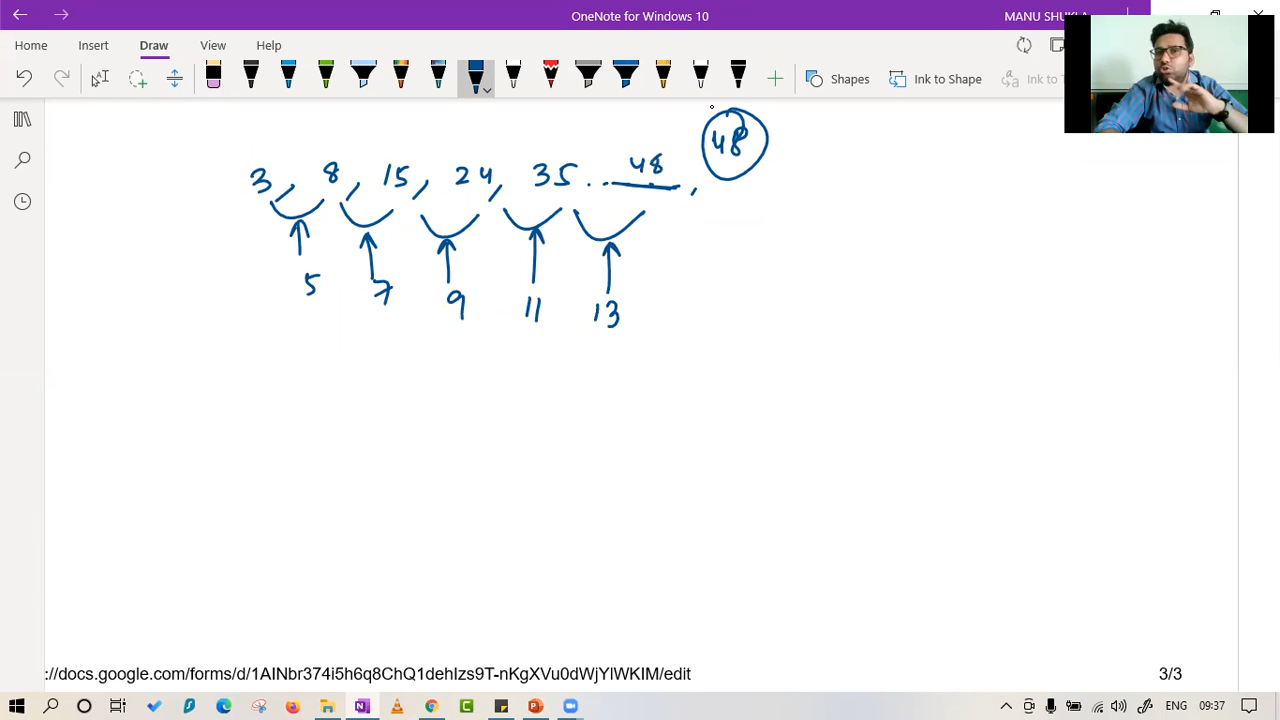 OneNote for Windows 10
MANU SHUKLA
Home Insert Draw View Help
Shapes Ink to Shape Ink to
48
3, 8, 15, 24, 35 .. 48,
5 7 9 11 13
://docs.google.com/forms/d/1AINbr374i5h6q8ChQ1dehIzs9T-nKgXVu0dWjYlWKIM/edit
3/3
ENG 09:37